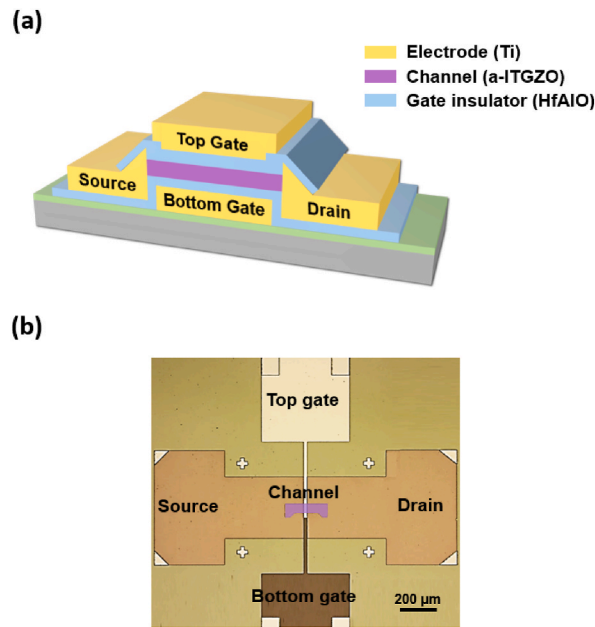 (a)
Electrode (Ti)
Channel (a-ITGZO)
Gate insulator (HfAlO)
Top Gate
Source
Bottom Gate
Drain
(b)
Top gate
Channel
Source
Drain
Bottom gate
200 μm